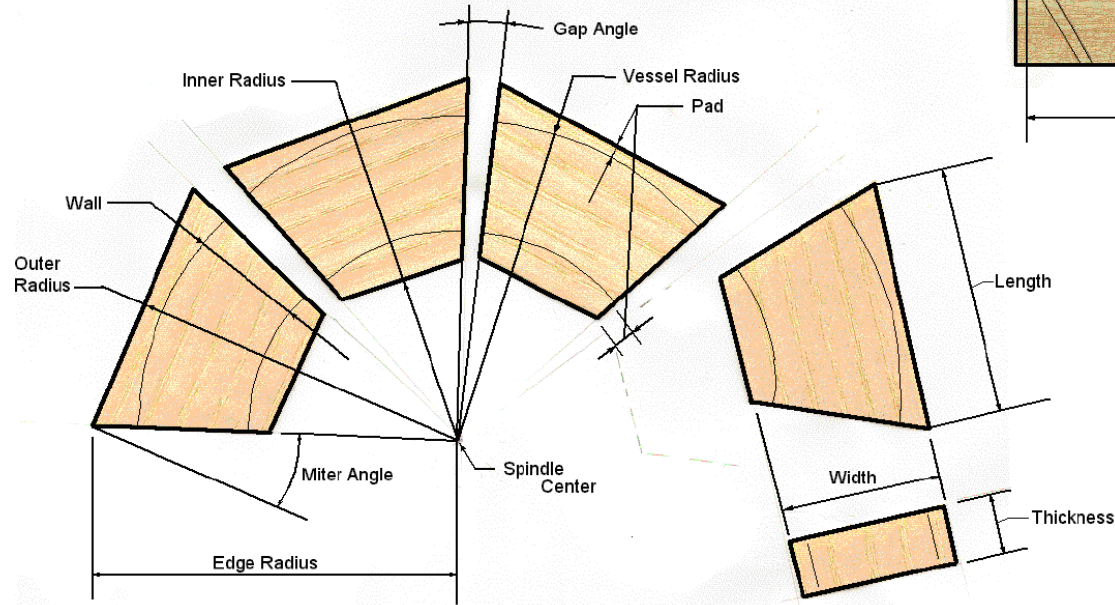 Gap Angle
Inner Radius
Vessel Radius
Pad
Wall
Outer
Radius
Length
Miter Angle
Spindle
Center
Width
Thickness
Edge Radius